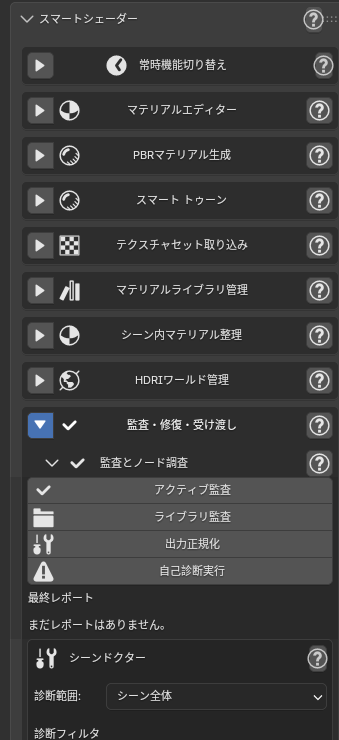 スマートシェーダー
常時機能切り替え
マテリアルエディター
PBRマテリアル生成
スマート トゥーン
テクスチャセット取り込み
マテリアルライブラリ管理
シーン内マテリアル整理
HDRIワールド管理
監査・修復・受け渡し
監査とノード調査
アクティブ監査
ライブラリ監査
出力正規化
自己診断実行
最終レポート
まだレポートはありません。
シーンドクター
診断範囲:
シーン全体
診断フィルタ